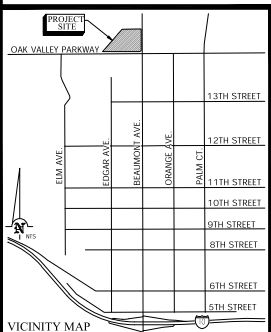 PROJECT
SITE
OAK VALLEY PARKWAY
13TH STREET
12TH STREET
ELM AVE.
EDGAR AVE.
BEAUMONT AVE.
ORANGE AVE.
PALM CT.
11TH STREET
10TH STREET
9TH STREET
8TH STREET
N
NTS
6TH STREET
5TH STREET
10
VICINITY MAP